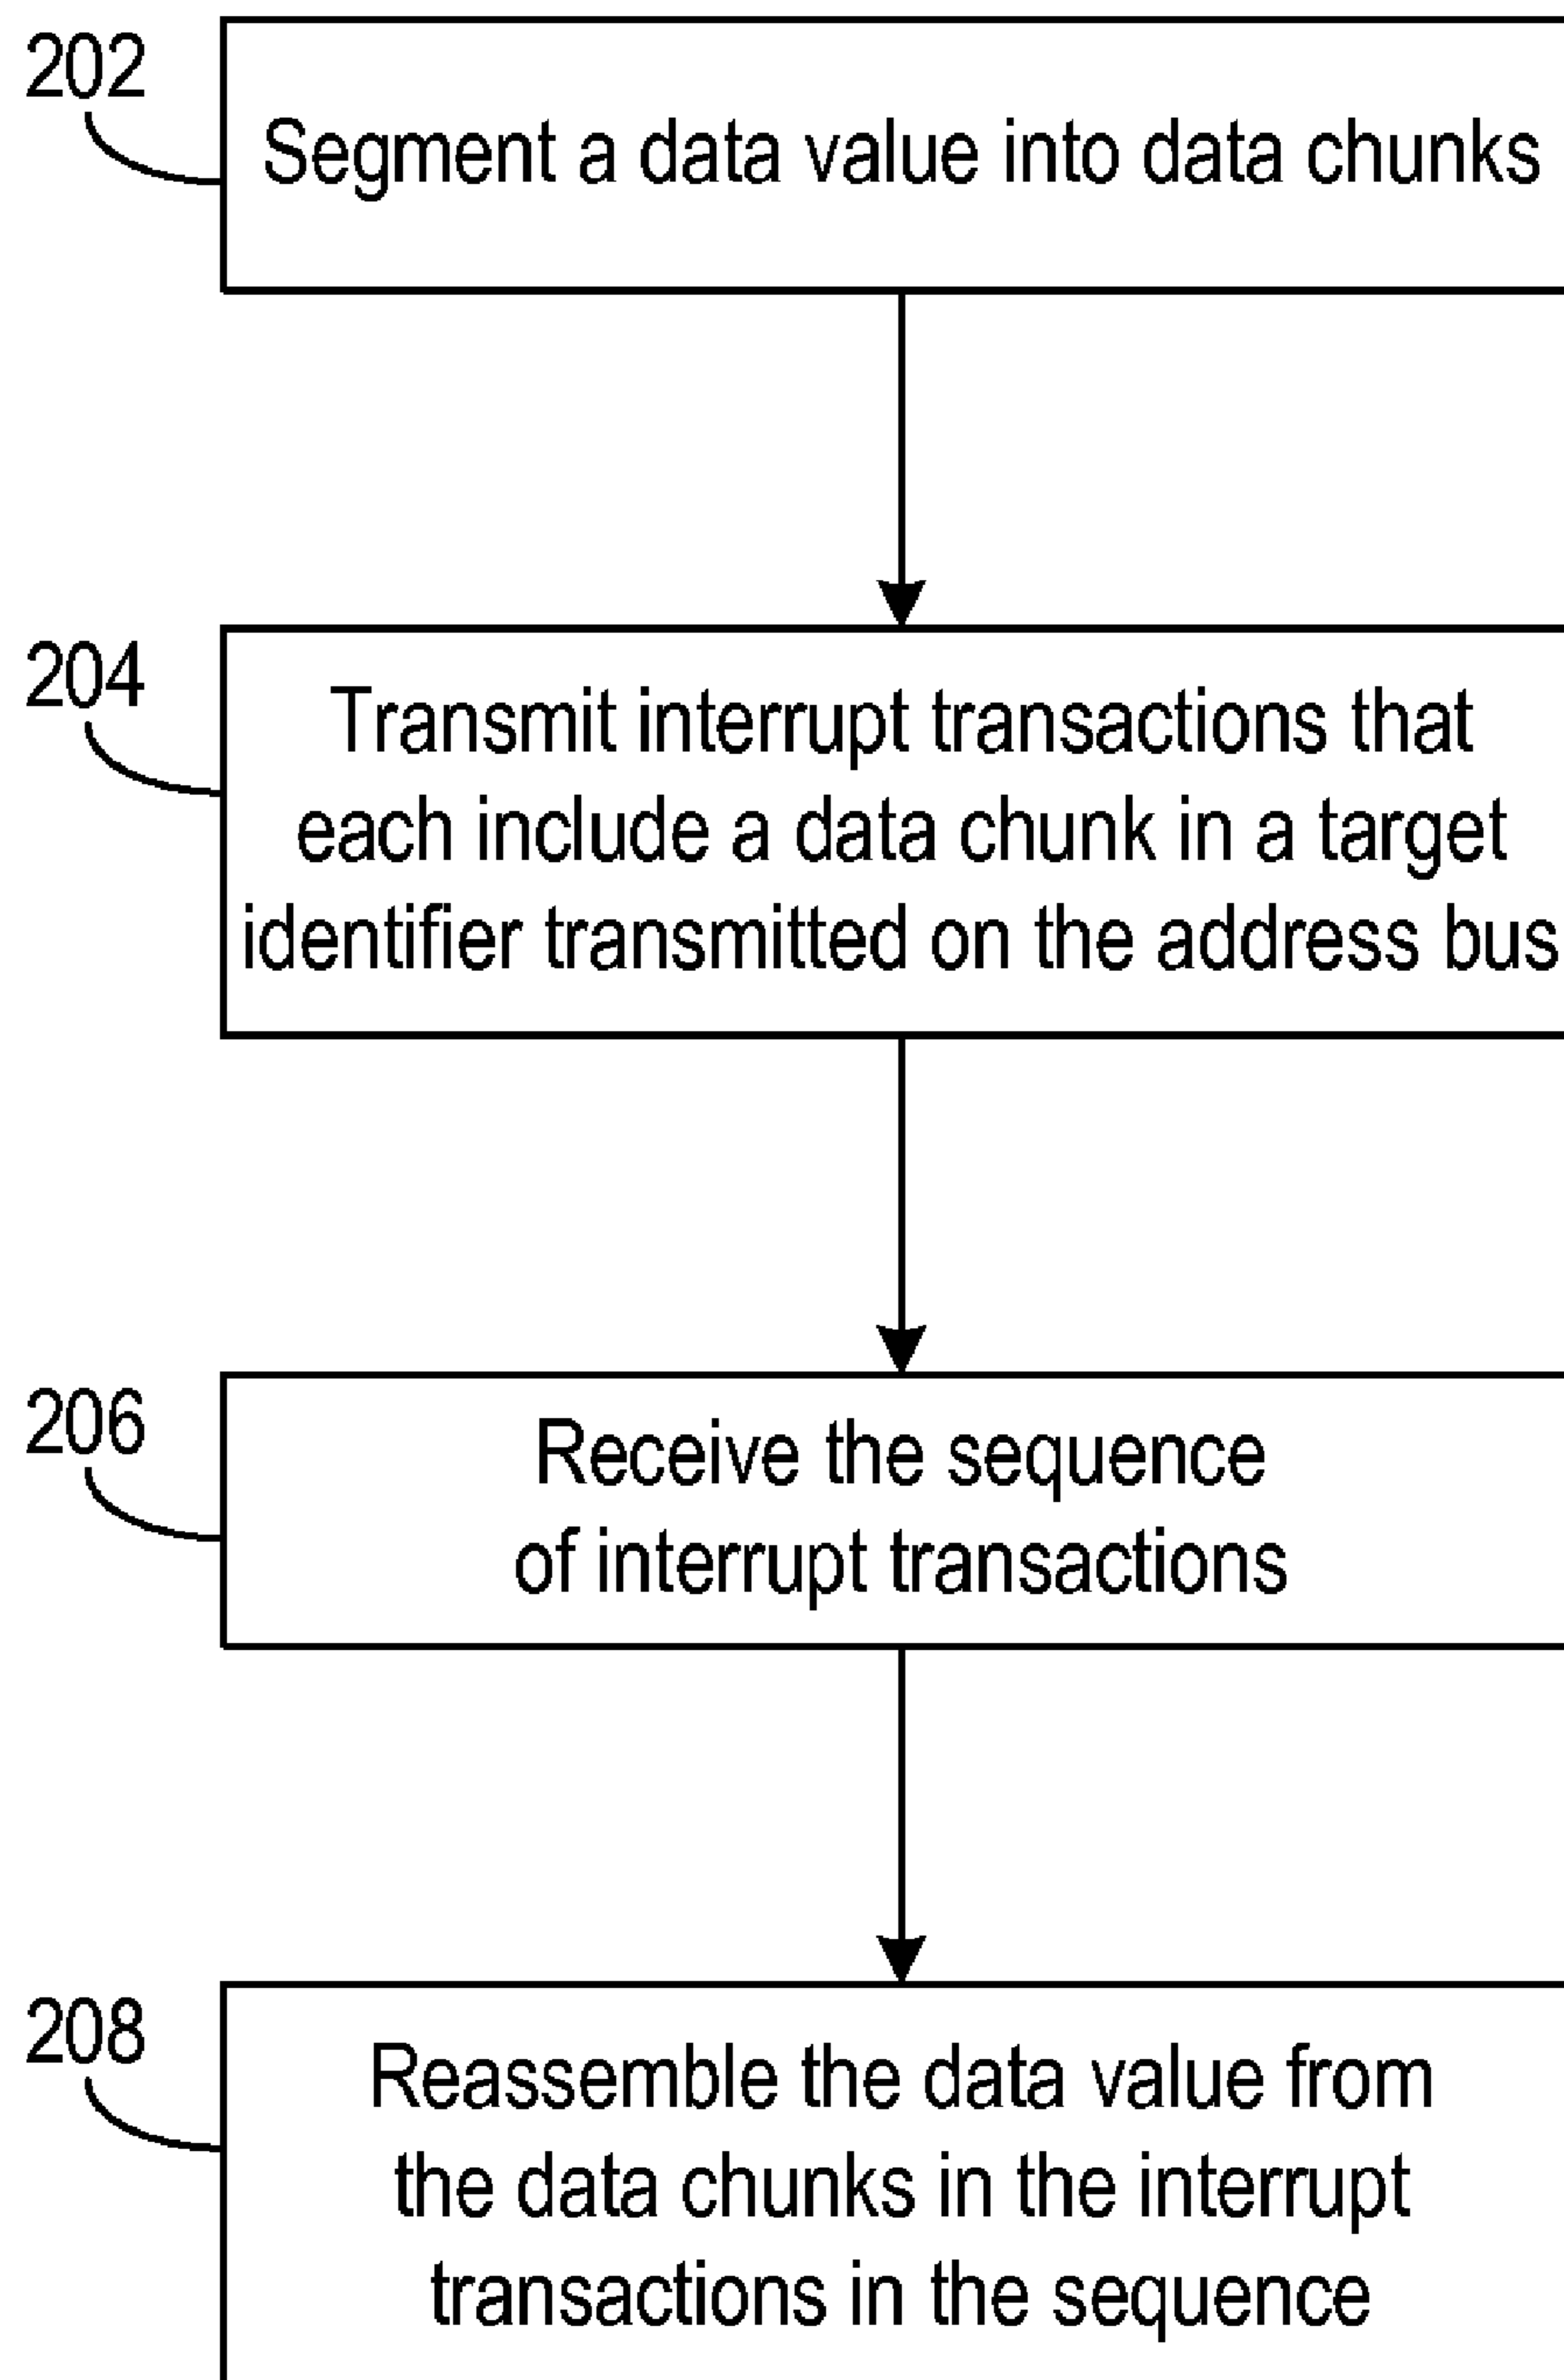 202
Segment a data value into data chunks
204
Transmit interrupt transactions that
each include a data chunk in a target
identifier transmitted on the address bus
206
Receive the sequence
of interrupt transactions
208
Reassemble the data value from
the data chunks in the interrupt
transactions in the sequence